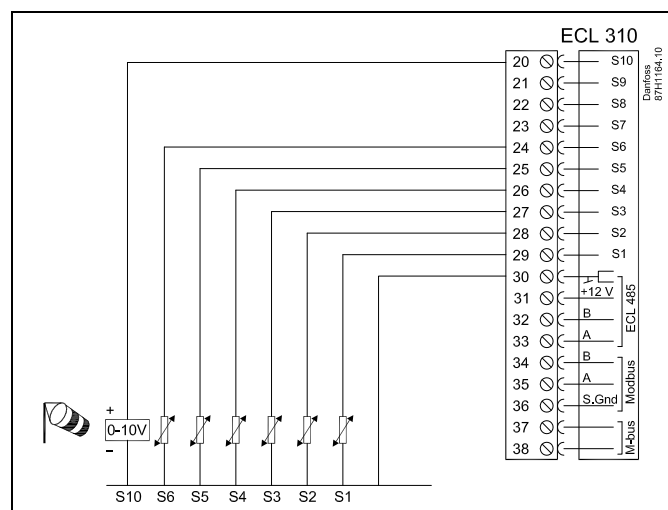 ECL 310
Danfoss
87H1164.10
20 S10
21 S9
22 S8
23 S7
24 S6
25 S5
26 S4
27 S3
28 S2
29 S1
30
31 +12 V
32 B
33 A
ECL 485
34 B
35 A
36 S.Gnd
Modbus
37
38
M-bus
+
0-10V
–
S10 S6 S5 S4 S3 S2 S1